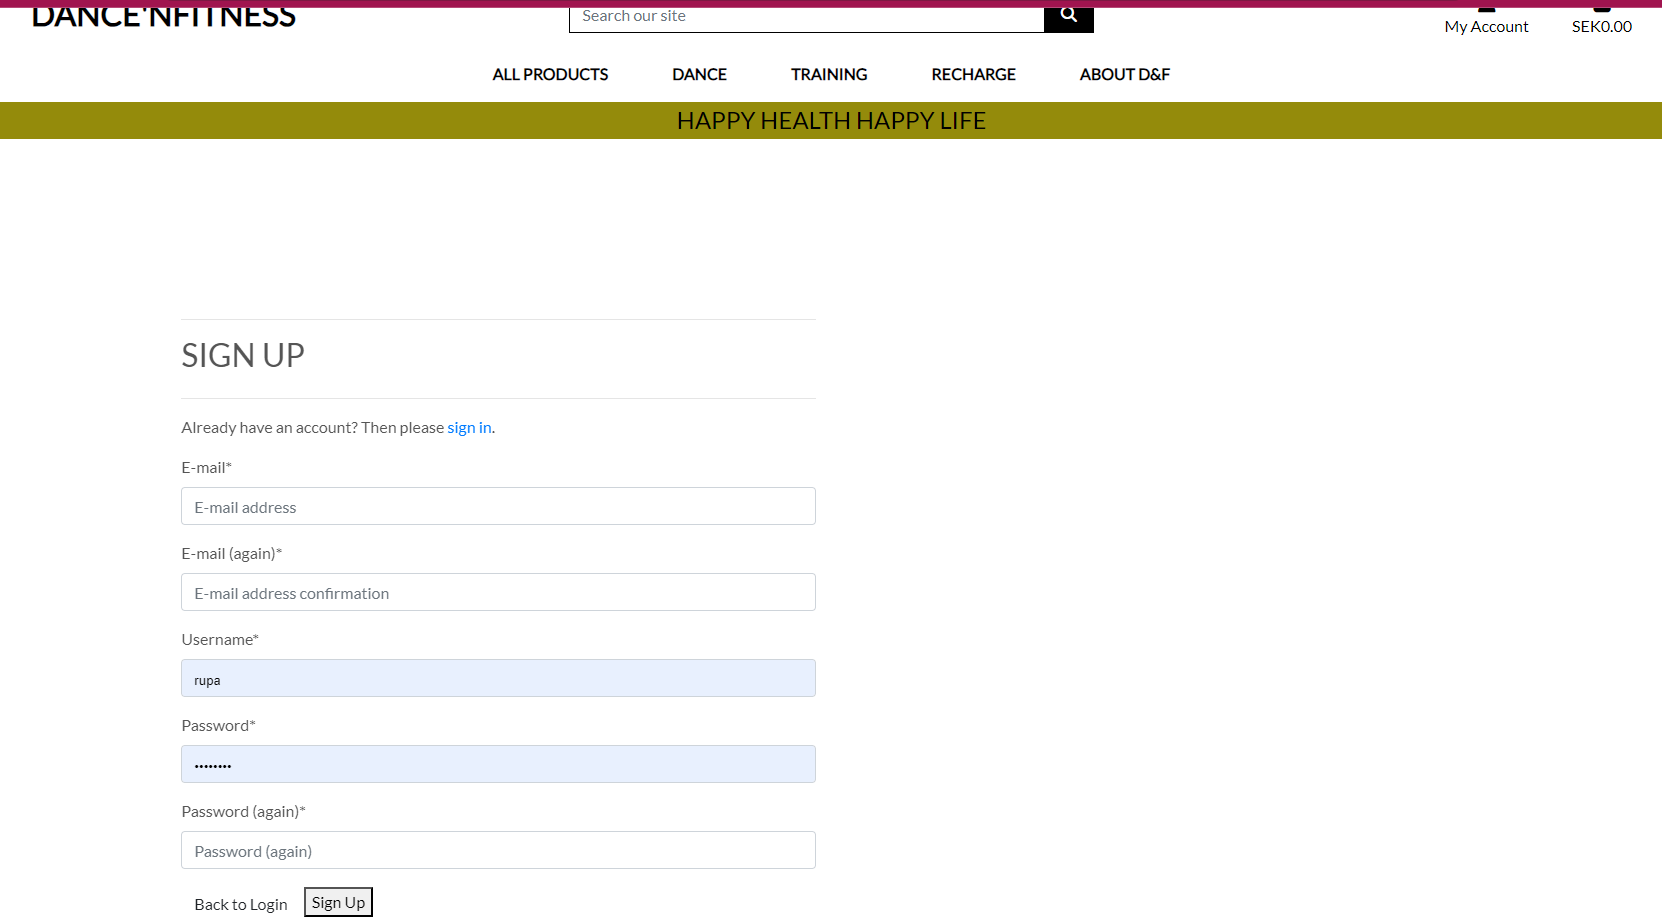 DANCE'NFITNESS
Search our site
My Account
SEK0.00
ALL PRODUCTS DANCE TRAINING RECHARGE ABOUT D&F
HAPPY HEALTH HAPPY LIFE
SIGN UP
Already have an account? Then please sign in.
E-mail*
E-mail address
E-mail (again)*
E-mail address confirmation
Username*
rupa
Password*
••••••••
Password (again)*
Password (again)
Back to Login Sign Up